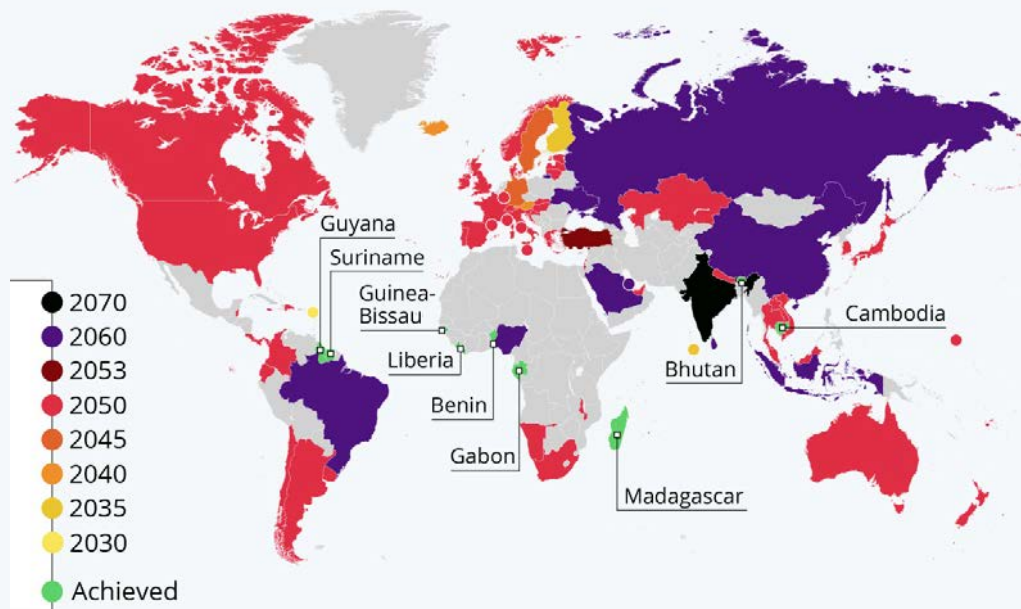 Guyana
Suriname
Guinea-
Bissau
Liberia
Benin
Gabon
Madagascar
Bhutan
Cambodia
2070
2060
2053
2050
2045
2040
2035
2030
Achieved